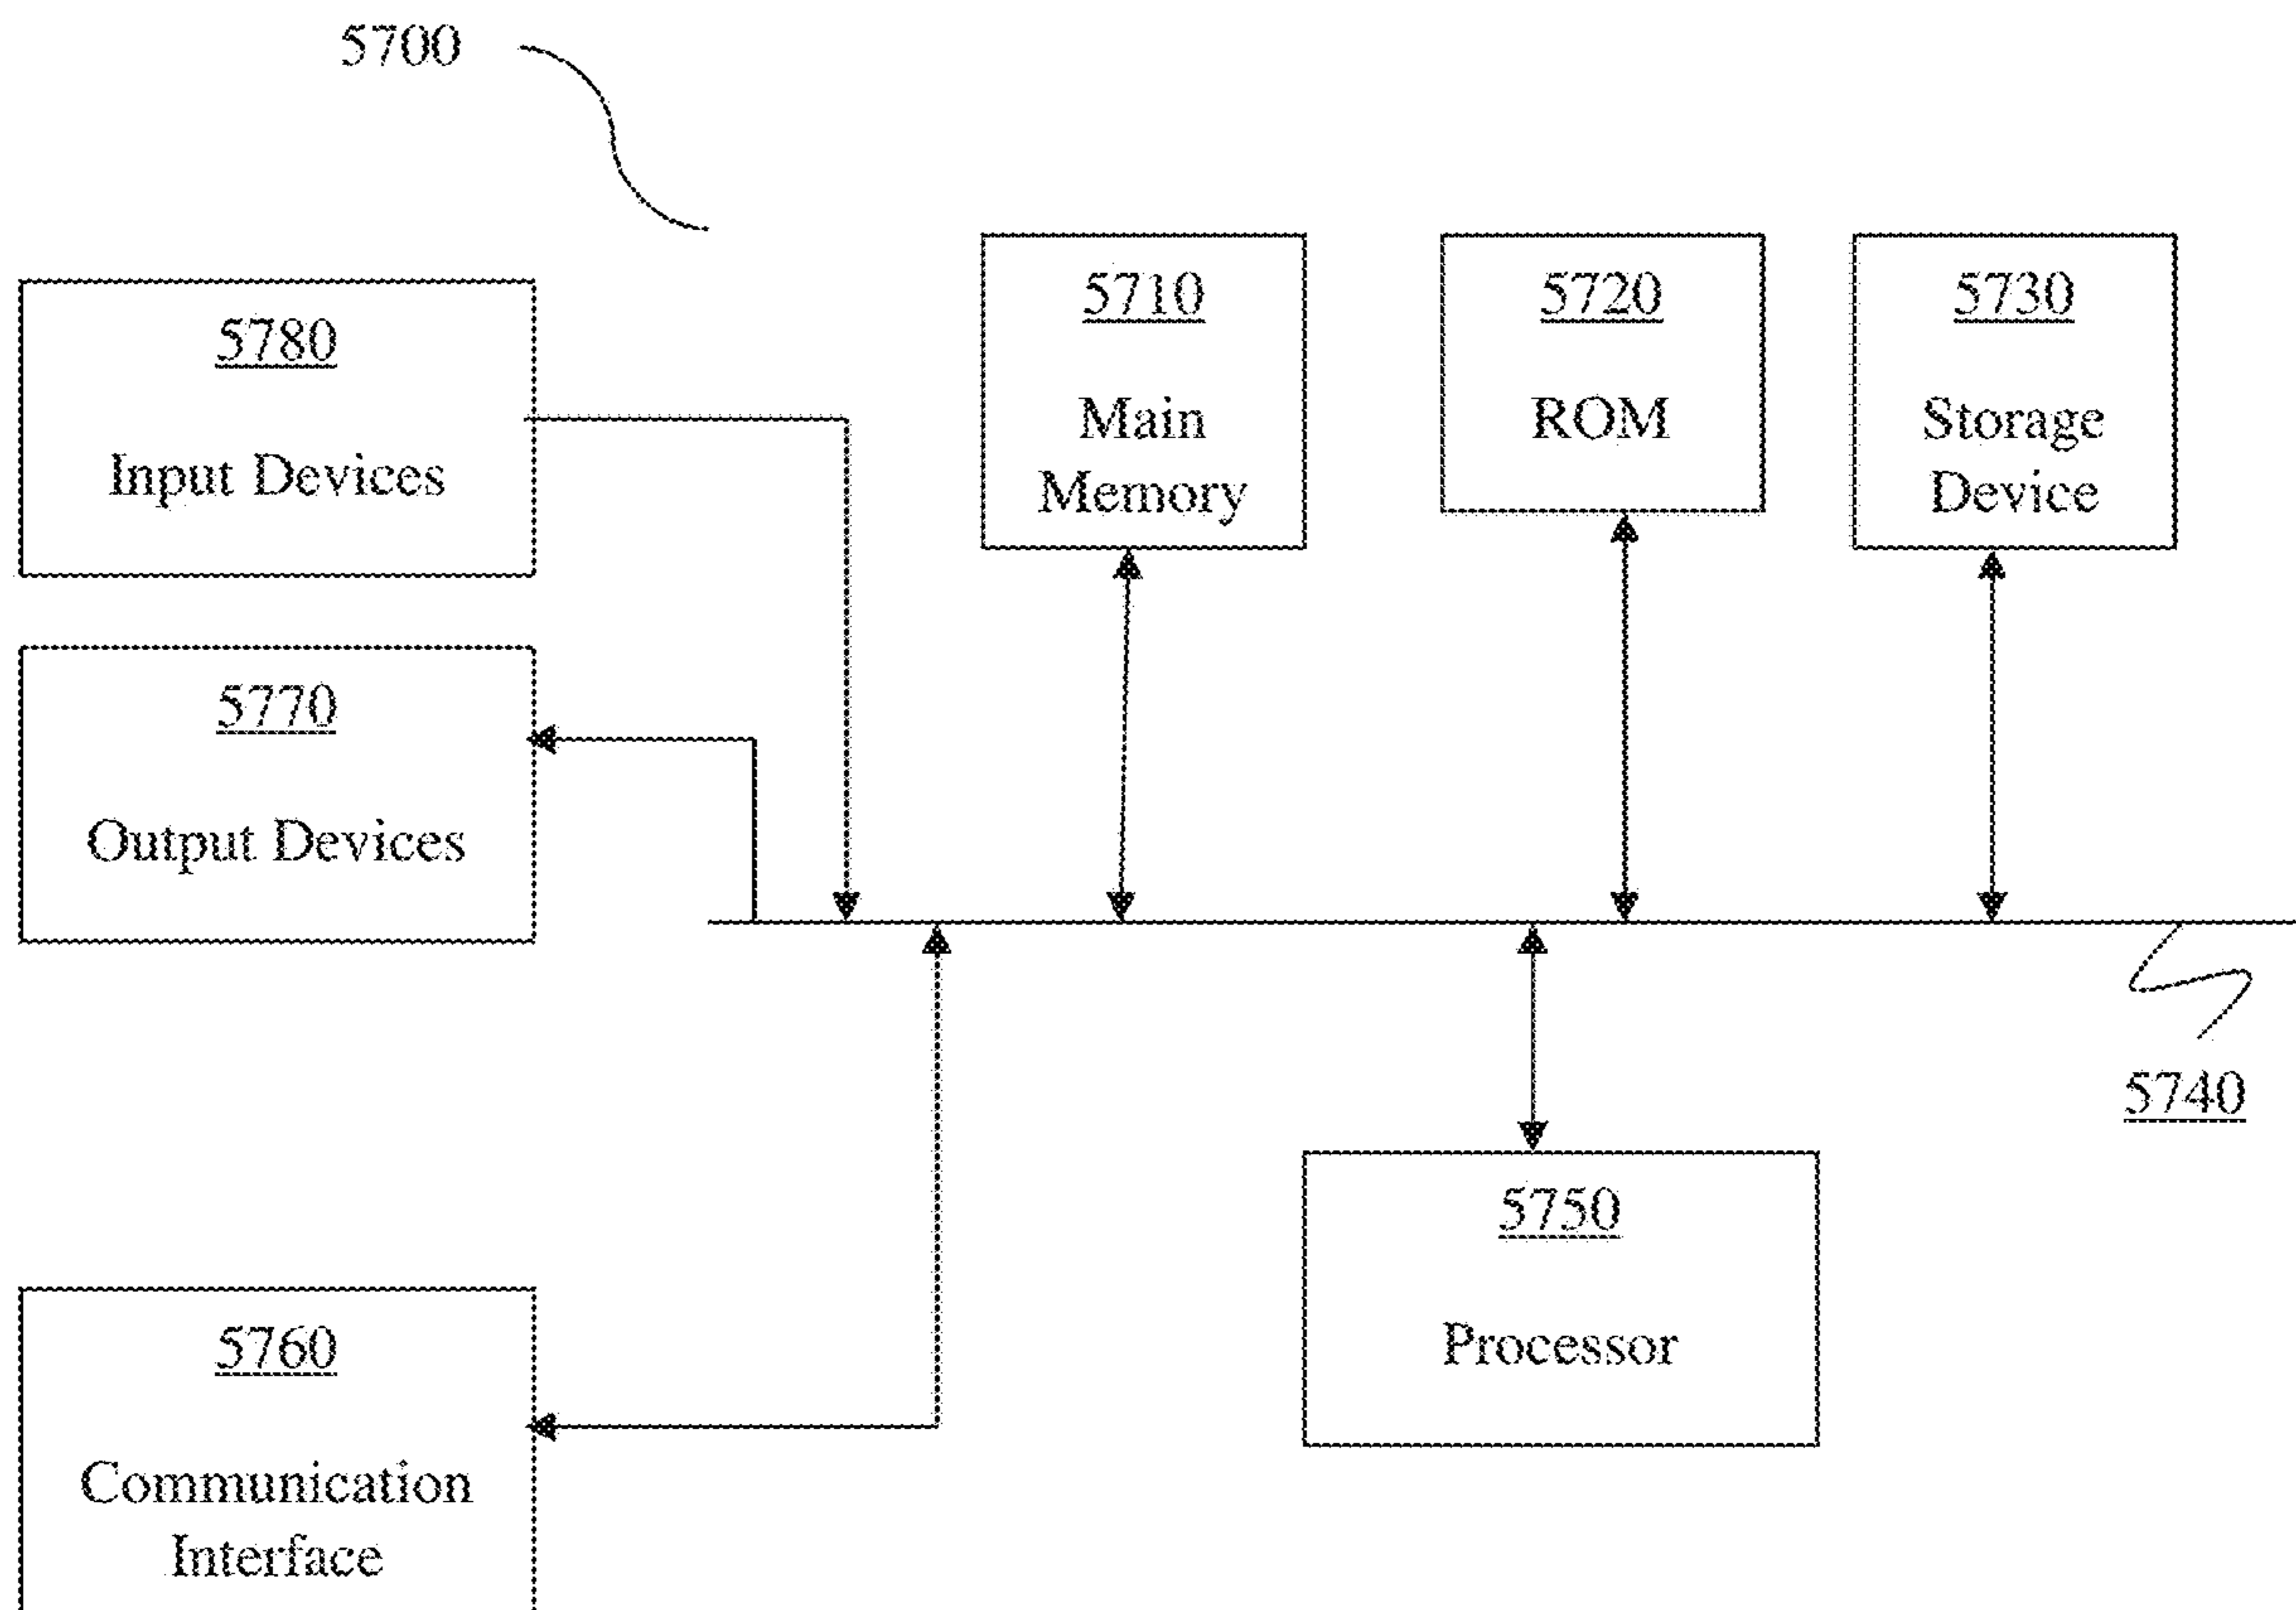 5700
5780
Input Devices
5710
Main
Memory
5720
ROM
5730
Storage
Device
5770
Output Devices
5740
5750
Processor
5760
Communication
Interface